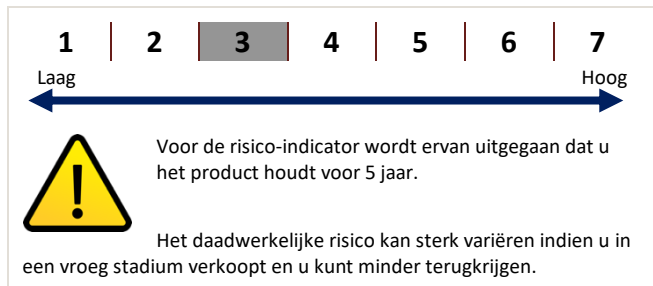 1 2 3 4 5 6 7
Laag Hoog
Voor de risico-indicator wordt ervan uitgegaan dat u
het product houdt voor 5 jaar.
Het daadwerkelijke risico kan sterk variëren indien u in
een vroeg stadium verkoopt en u kunt minder terugkrijgen.